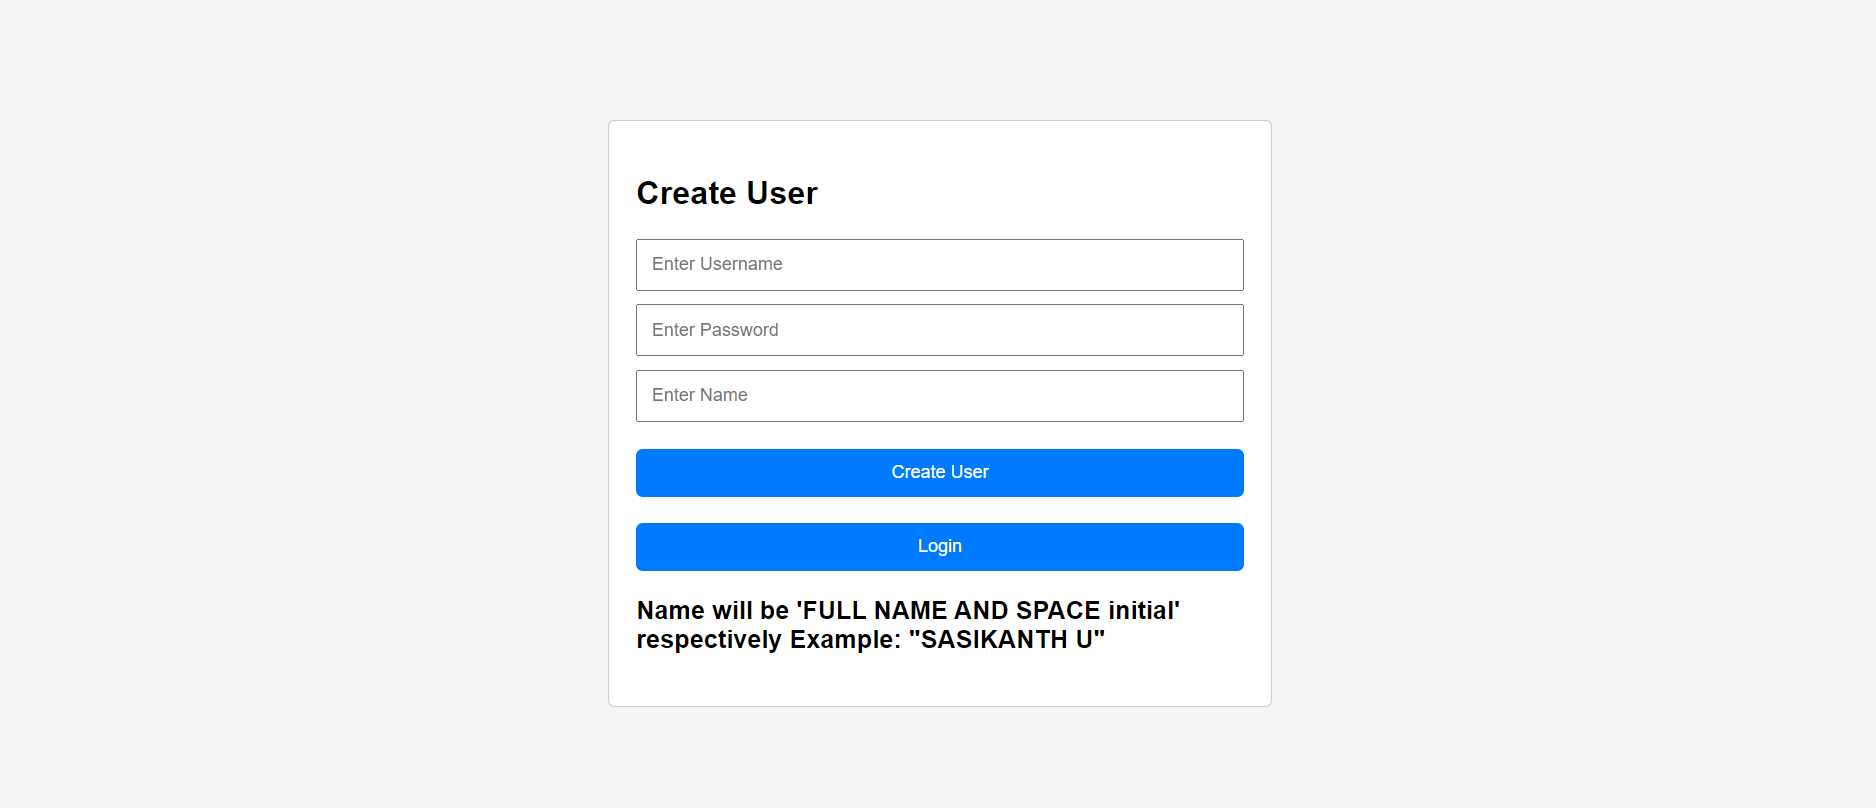 Create User
Enter Username
Enter Password
Enter Name
Create User
Login
Name will be 'FULL NAME AND SPACE initial'
respectively Example: "SASIKANTH U"